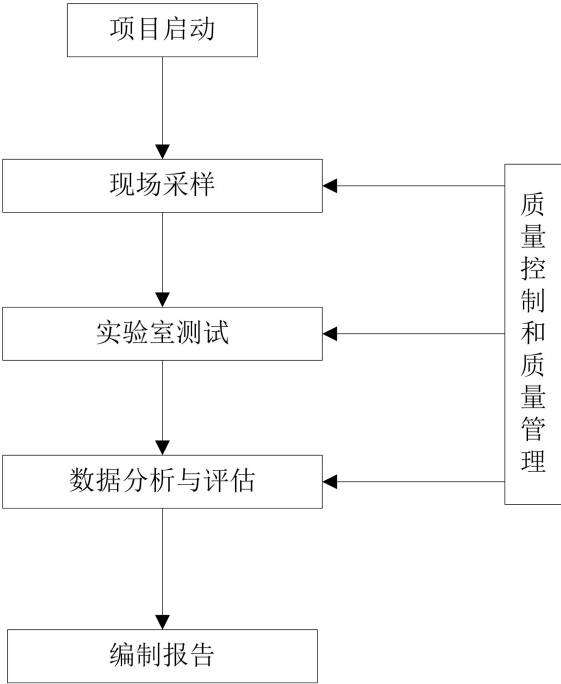 项目启动
现场采样
实验室测试
数据分析与评估
编制报告
质量控制和质量管理